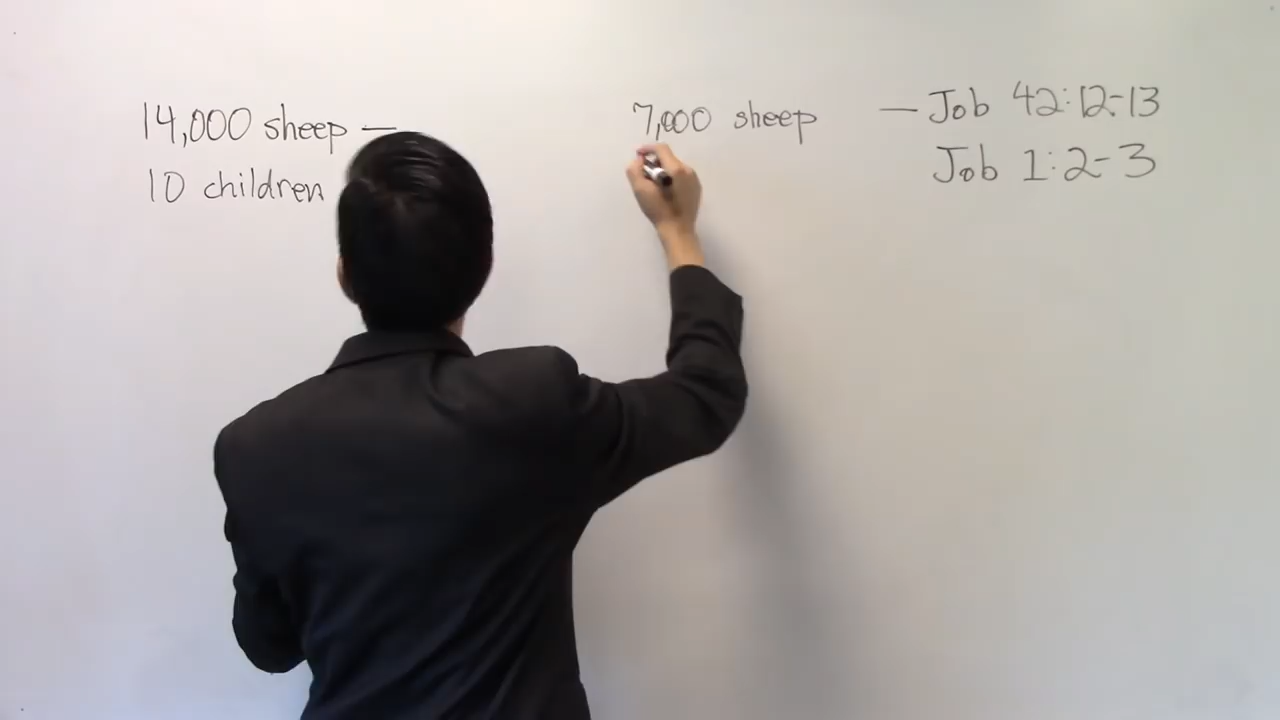 14,000 sheep — 7,000 sheep — Job 42:12-13
10 children Job 1:2-3